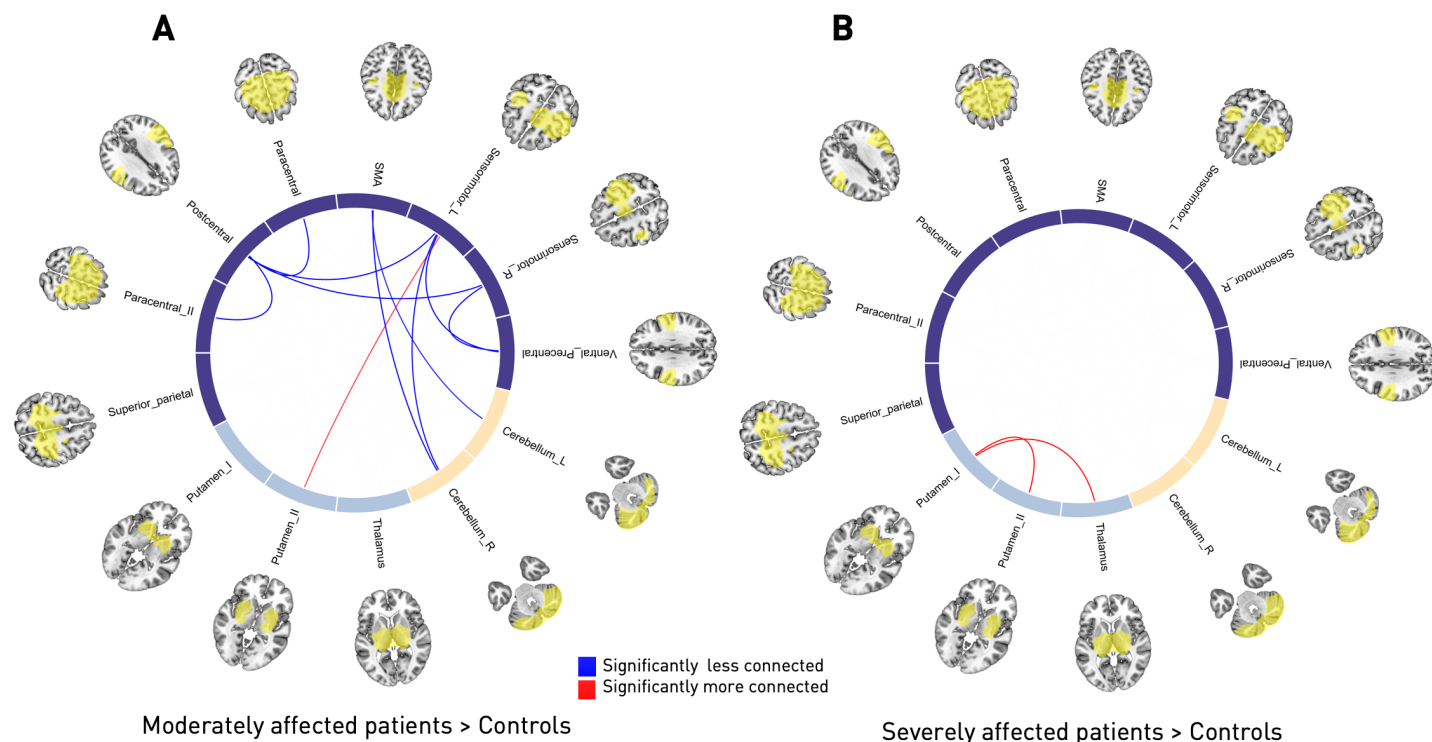 A
B
SMA
Paracentral
Sensorimotor_L
Postcentral
Sensorimotor_R
Paracentral_II
Ventral_Precentral
Superior_parietal
Cerebellum_L
Putamen_I
Cerebellum_R
Putamen_II
Thalamus
SMA
Paracentral
Sensorimotor_L
Postcentral
Sensorimotor_R
Paracentral_II
Ventral_Precentral
Superior_parietal
Cerebellum_L
Putamen_I
Cerebellum_R
Putamen_II
Thalamus
Significantly less connected
Significantly more connected
Moderately affected patients > Controls
Severely affected patients > Controls